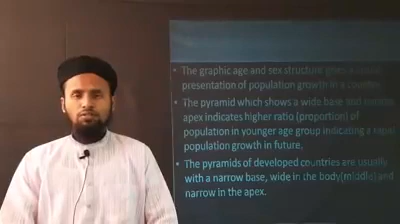 • The graphic age and sex structure gives a
presentation of population growth in a country.
• The pyramid which shows a wide base and narrow
apex indicates higher ratio (proportion) of
population in younger age group indicating a rapid
population growth in future.
• The pyramids of developed countries are usually
with a narrow base, wide in the body(middle) and
narrow in the apex.